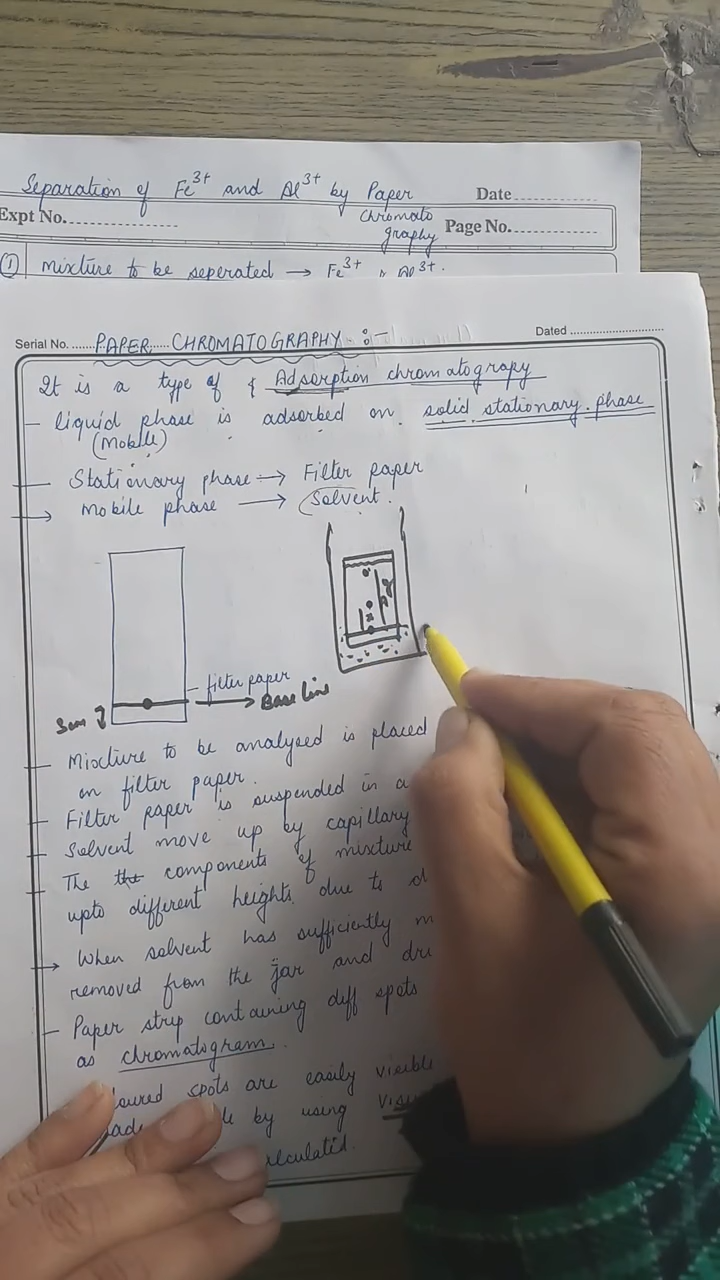 Separation of Fe3+ and Al3+ by Paper Date
Chromato
Expt No. graphy Page No.
① Mixture to be seperated → Fe3+ & Al3+.
Serial No. PAPER CHROMATOGRAPHY :- Dated
It is a type of Adsorption chromatograpy
- liquid phase is adsorbed on solid stationary phase
(Mobile)
- Stationary phase → Filter paper
→ Mobile phase → Solvent.
x
y
filter paper
Base line
- Mixture to be analysed is placed
on filter paper.
- Filter paper is suspended in a
- Solvent move up by capillary
- The components of mixture
upto different heights due to
→ When solvent has sufficiently
removed from the jar and
- Paper strip containing diff spots
as chromatogram.
spots are easily visible
by using